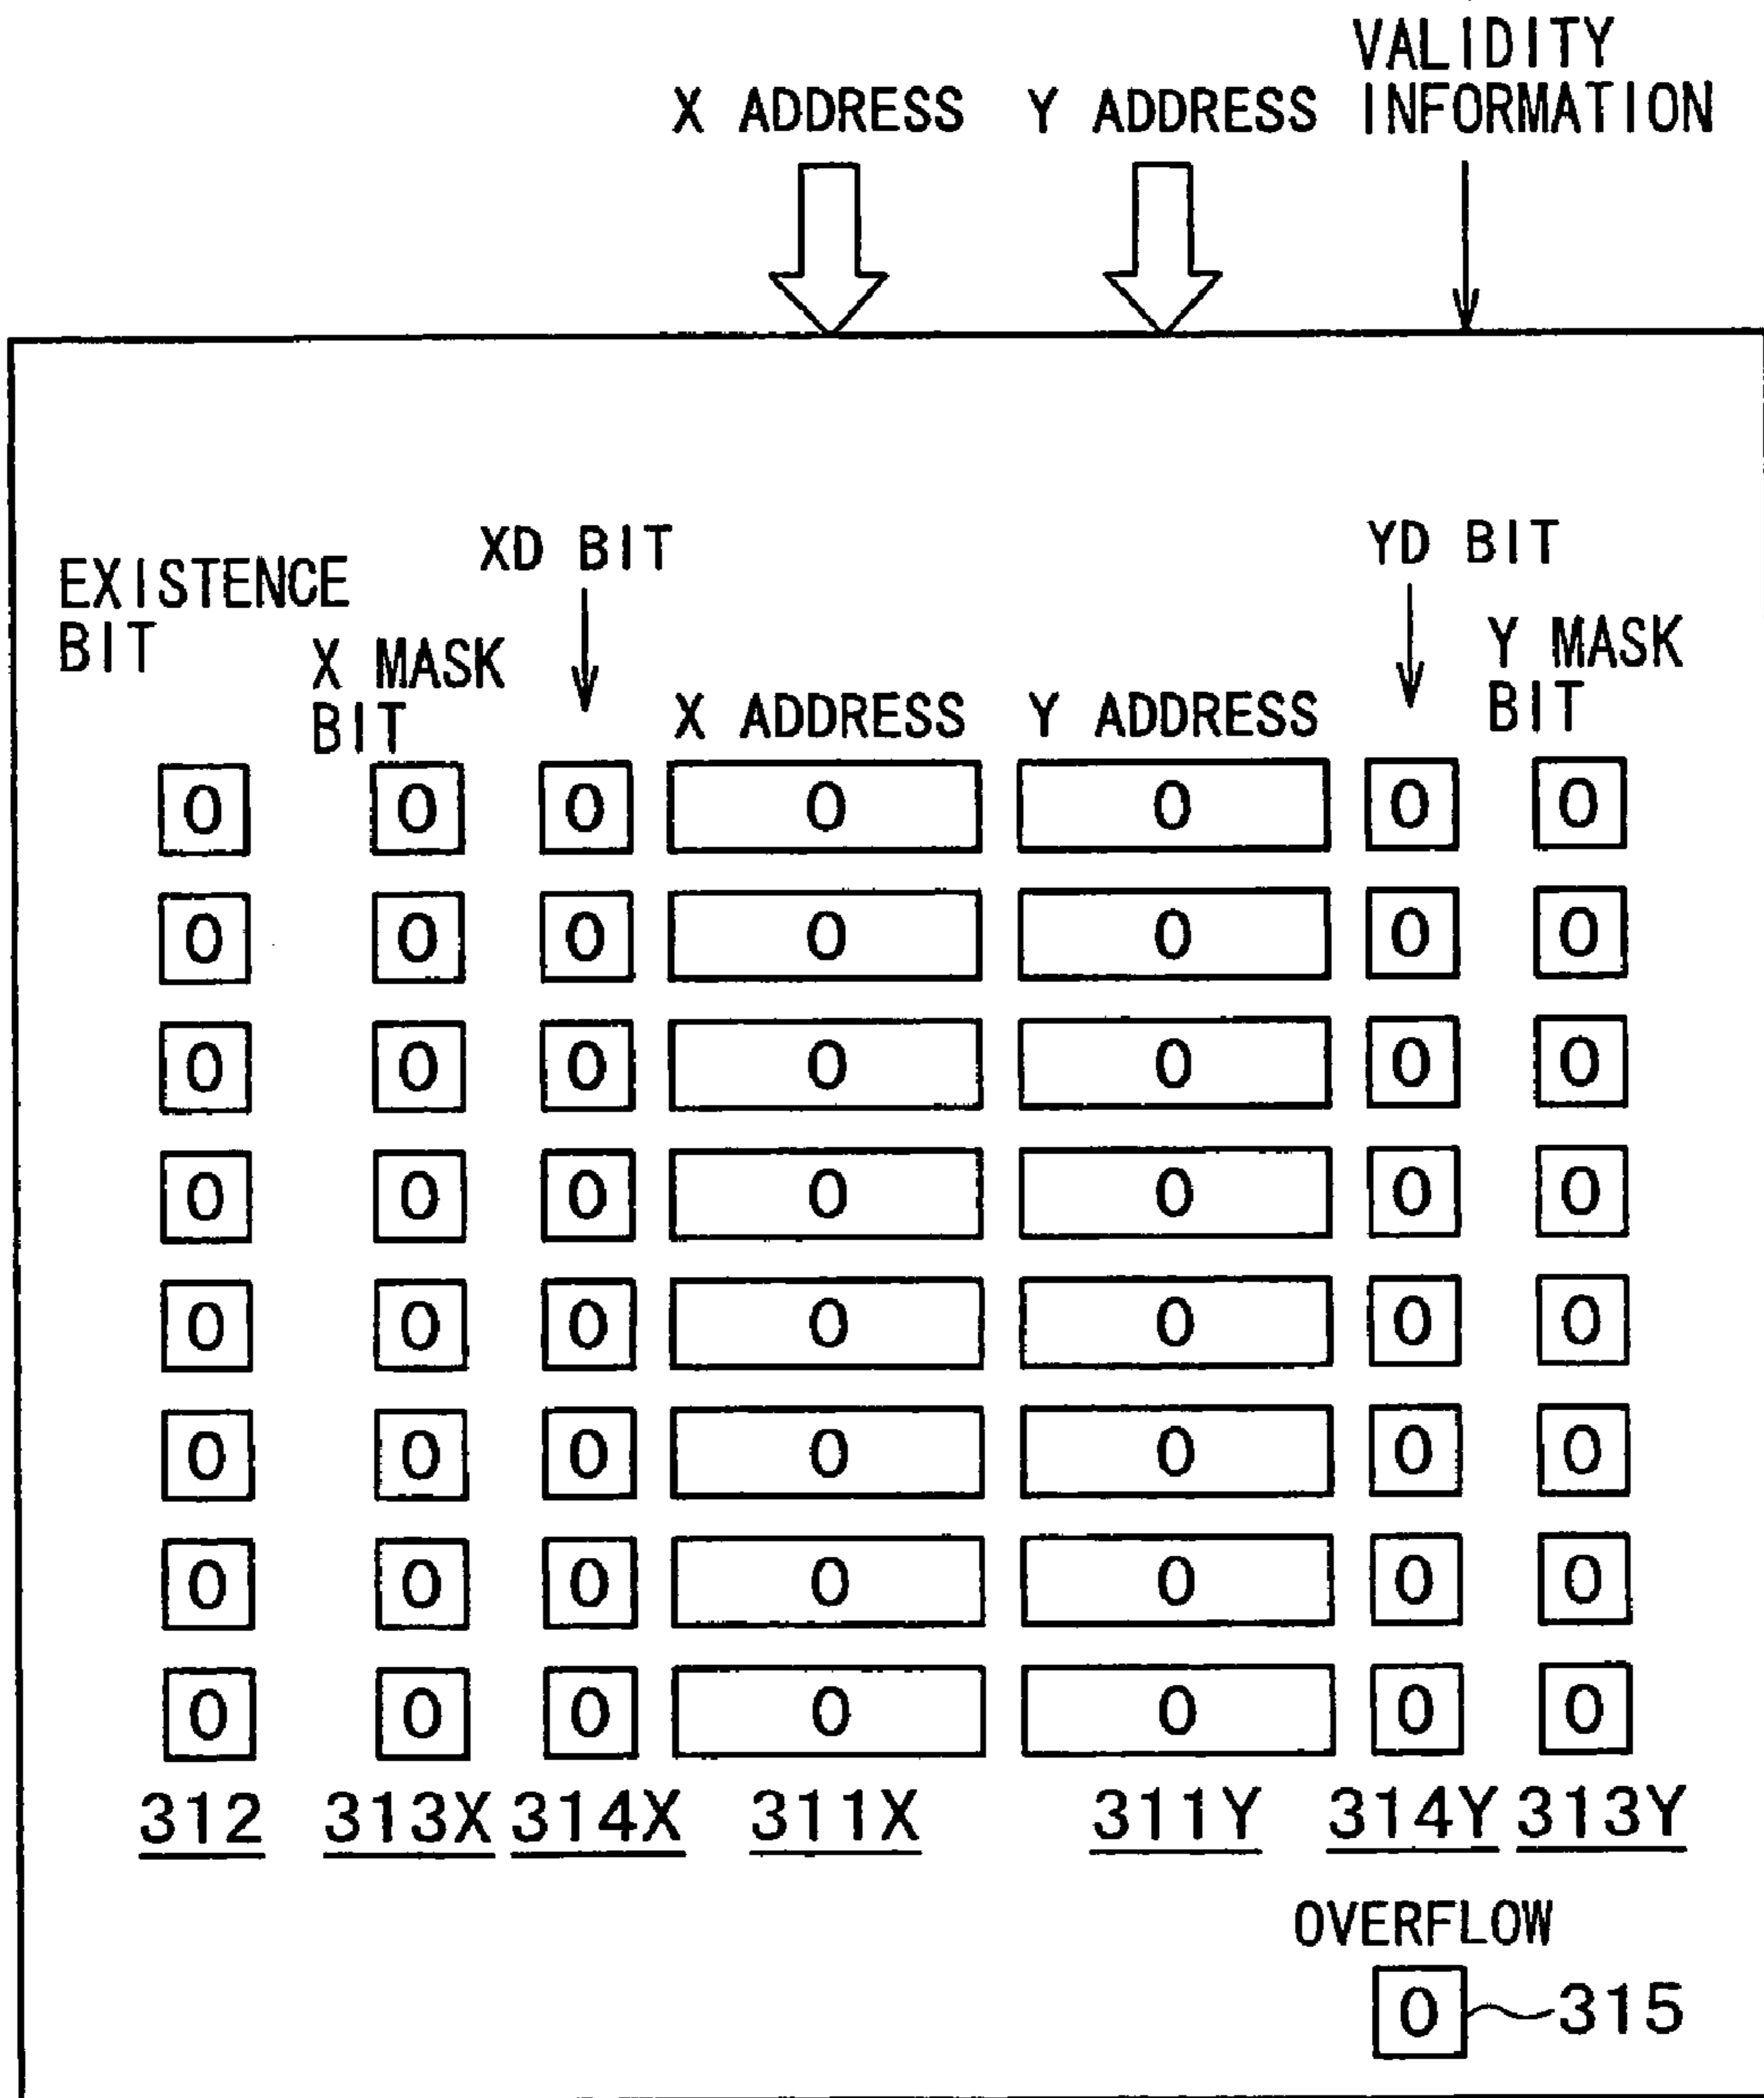 VALIDITY
X ADDRESS Y ADDRESS INFORMATION
XD BIT YD BIT
EXISTENCE
BIT
X MASK
BIT
Y MASK
BIT
X ADDRESS Y ADDRESS
0 0 0 0 0 0 0
0 0 0 0 0 0 0
0 0 0 0 0 0 0
0 0 0 0 0 0 0
0 0 0 0 0 0 0
0 0 0 0 0 0 0
0 0 0 0 0 0 0
0 0 0 0 0 0 0
312 313X 314X 311X 311Y 314Y 313Y
OVERFLOW
0 315